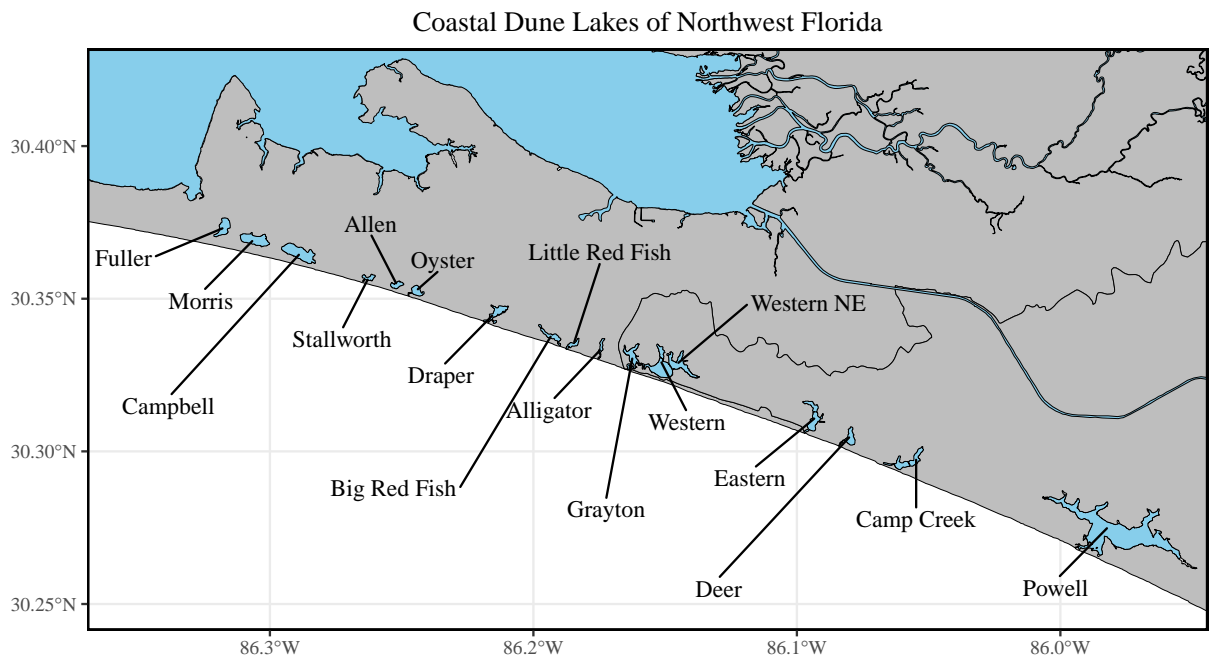 Coastal Dune Lakes of Northwest Florida
30.40°N
30.35°N
30.30°N
30.25°N
Fuller
Morris
Campbell
Allen
Oyster
Stallworth
Draper
Little Red Fish
Big Red Fish
Alligator
Western NE
Western
Grayton
Eastern
Deer
Camp Creek
Powell
86.3°W
86.2°W
86.1°W
86.0°W